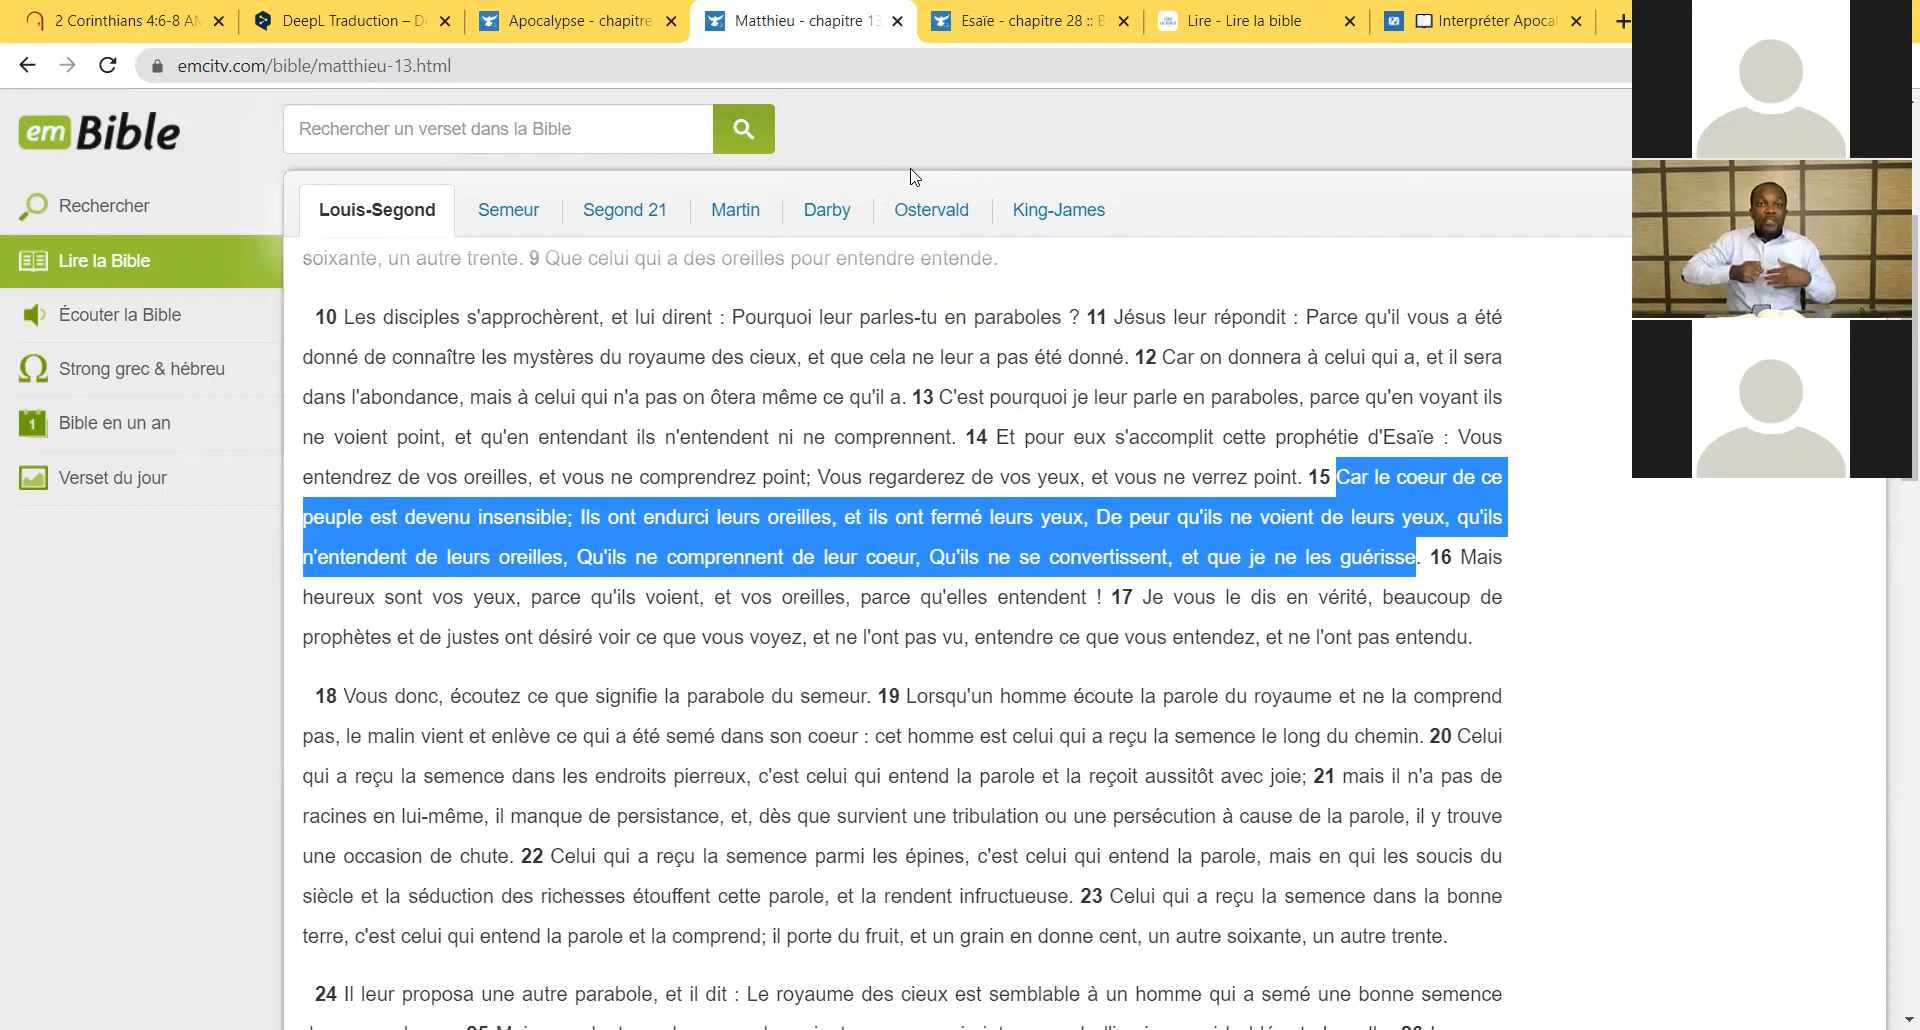 2 Corinthians 4:6-8 AM
DeepL Traduction – De
Apocalypse - chapitre
Matthieu - chapitre 13
Esaïe - chapitre 28 :: B
Lire - Lire la bible
Interpréter Apocal
emcitv.com/bible/matthieu-13.html
em Bible
Rechercher un verset dans la Bible
Rechercher
Lire la Bible
Écouter la Bible
Strong grec & hébreu
1
Bible en un an
Verset du jour
Louis-Segond
Semeur
Segond 21
Martin
Darby
Ostervald
King-James
soixante, un autre trente. 9 Que celui qui a des oreilles pour entendre entende.
10 Les disciples s'approchèrent, et lui dirent : Pourquoi leur parles-tu en paraboles ? 11 Jésus leur répondit : Parce qu'il vous a été
donné de connaître les mystères du royaume des cieux, et que cela ne leur a pas été donné. 12 Car on donnera à celui qui a, et il sera
dans l'abondance, mais à celui qui n'a pas on ôtera même ce qu'il a. 13 C'est pourquoi je leur parle en paraboles, parce qu'en voyant ils
ne voient point, et qu'en entendant ils n'entendent ni ne comprennent. 14 Et pour eux s'accomplit cette prophétie d'Esaïe : Vous
entendrez de vos oreilles, et vous ne comprendrez point; Vous regarderez de vos yeux, et vous ne verrez point. 15 Car le coeur de ce
peuple est devenu insensible; Ils ont endurci leurs oreilles, et ils ont fermé leurs yeux, De peur qu'ils ne voient de leurs yeux, qu'ils
n'entendent de leurs oreilles, Qu'ils ne comprennent de leur coeur, Qu'ils ne se convertissent, et que je ne les guérisse. 16 Mais
heureux sont vos yeux, parce qu'ils voient, et vos oreilles, parce qu'elles entendent ! 17 Je vous le dis en vérité, beaucoup de
prophètes et de justes ont désiré voir ce que vous voyez, et ne l'ont pas vu, entendre ce que vous entendez, et ne l'ont pas entendu.
18 Vous donc, écoutez ce que signifie la parabole du semeur. 19 Lorsqu'un homme écoute la parole du royaume et ne la comprend
pas, le malin vient et enlève ce qui a été semé dans son coeur : cet homme est celui qui a reçu la semence le long du chemin. 20 Celui
qui a reçu la semence dans les endroits pierreux, c'est celui qui entend la parole et la reçoit aussitôt avec joie; 21 mais il n'a pas de
racines en lui-même, il manque de persistance, et, dès que survient une tribulation ou une persécution à cause de la parole, il y trouve
une occasion de chute. 22 Celui qui a reçu la semence parmi les épines, c'est celui qui entend la parole, mais en qui les soucis du
siècle et la séduction des richesses étouffent cette parole, et la rendent infructueuse. 23 Celui qui a reçu la semence dans la bonne
terre, c'est celui qui entend la parole et la comprend; il porte du fruit, et un grain en donne cent, un autre soixante, un autre trente.
24 Il leur proposa une autre parabole, et il dit : Le royaume des cieux est semblable à un homme qui a semé une bonne semence